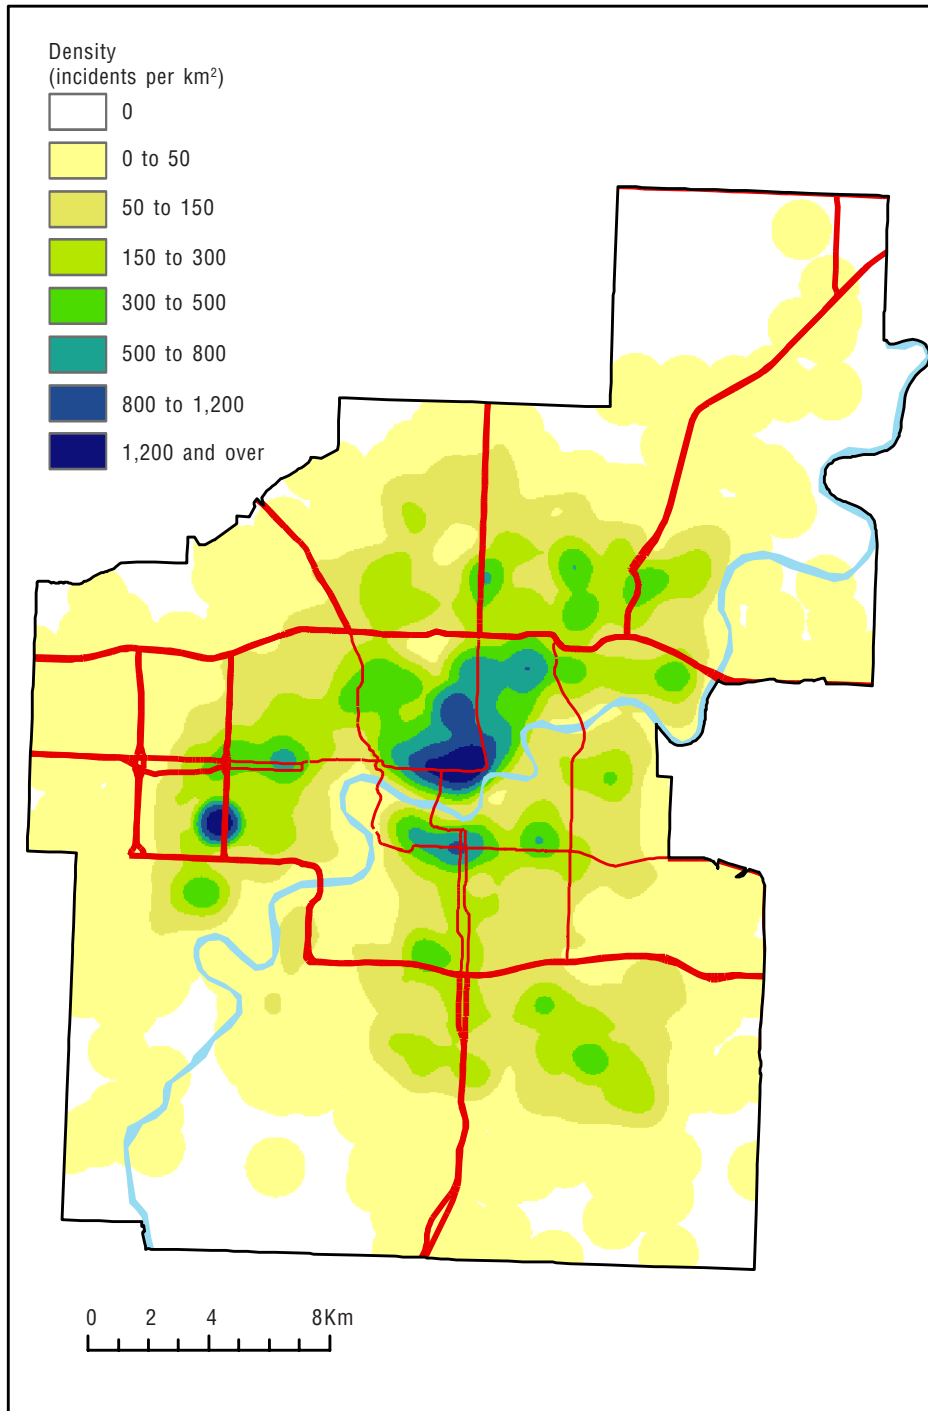 Density
(incidents per km²)
0
0 to 50
50 to 150
150 to 300
300 to 500
500 to 800
800 to 1,200
1,200 and over
0 2 4 8Km